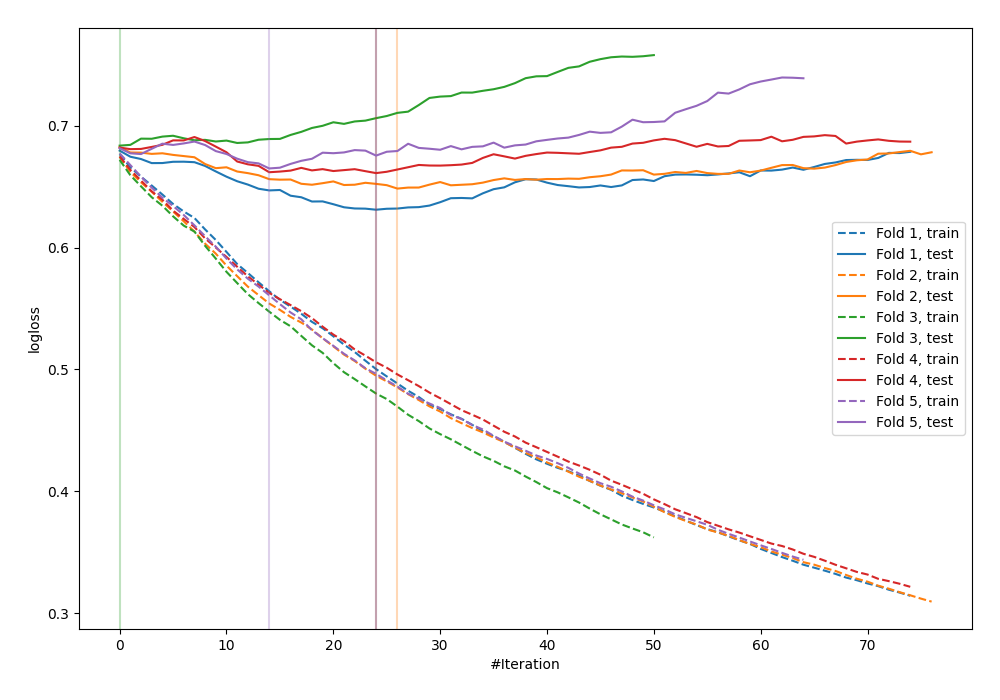 0.7
0.6
0.5
0.4
0.3
logloss
0 10 20 30 40 50 60 70
#Iteration
Fold 1, train
Fold 1, test
Fold 2, train
Fold 2, test
Fold 3, train
Fold 3, test
Fold 4, train
Fold 4, test
Fold 5, train
Fold 5, test